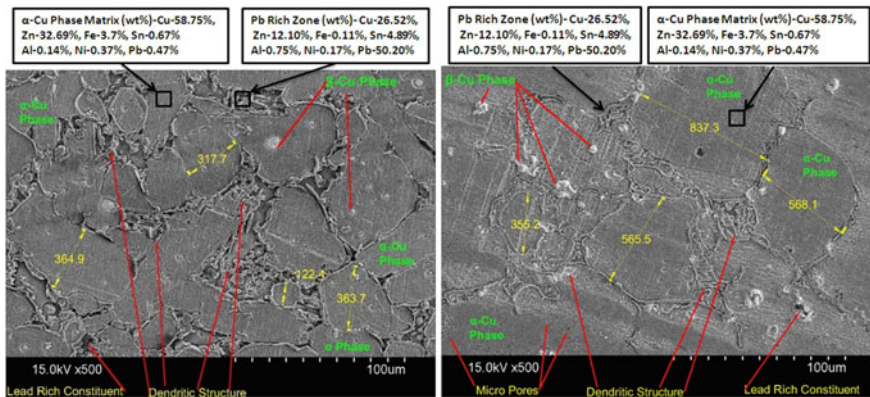 α-Cu Phase Matrix (wt%)-Cu-58.75%,
Zn-32.69%, Fe-3.7%, Sn-0.67%
Al-0.14%, Ni-0.37%, Pb-0.47%
Pb Rich Zone (wt%)-Cu-26.52%,
Zn-12.10%, Fe-0.11%, Sn-4.89%
Al-0.75%, Ni-0.17%, Pb-50.20%
α-Cu
Phase
β-Cu Phase
317.7
364.9
α-Cu
Phase
122.4
363.7
α Phase
15.0kV x500
100um
Lead Rich Constituent
Dendritic Structure
Pb Rich Zone (wt%)-Cu-26.52%,
Zn-12.10%, Fe-0.11%, Sn-4.89%
Al-0.75%, Ni-0.17%, Pb-50.20%
α-Cu Phase Matrix (wt%)-Cu-58.75%,
Zn-32.69%, Fe-3.7%, Sn-0.67%
Al-0.14%, Ni-0.37%, Pb-0.47%
β-Cu Phase
α-Cu
Phase
837.3
α-Cu
Phase
568.1
355.2
565.5
α-Cu
Phase
15.0kV x500
100um
Micro Pores
Dendritic Structure
Lead Rich Constituent